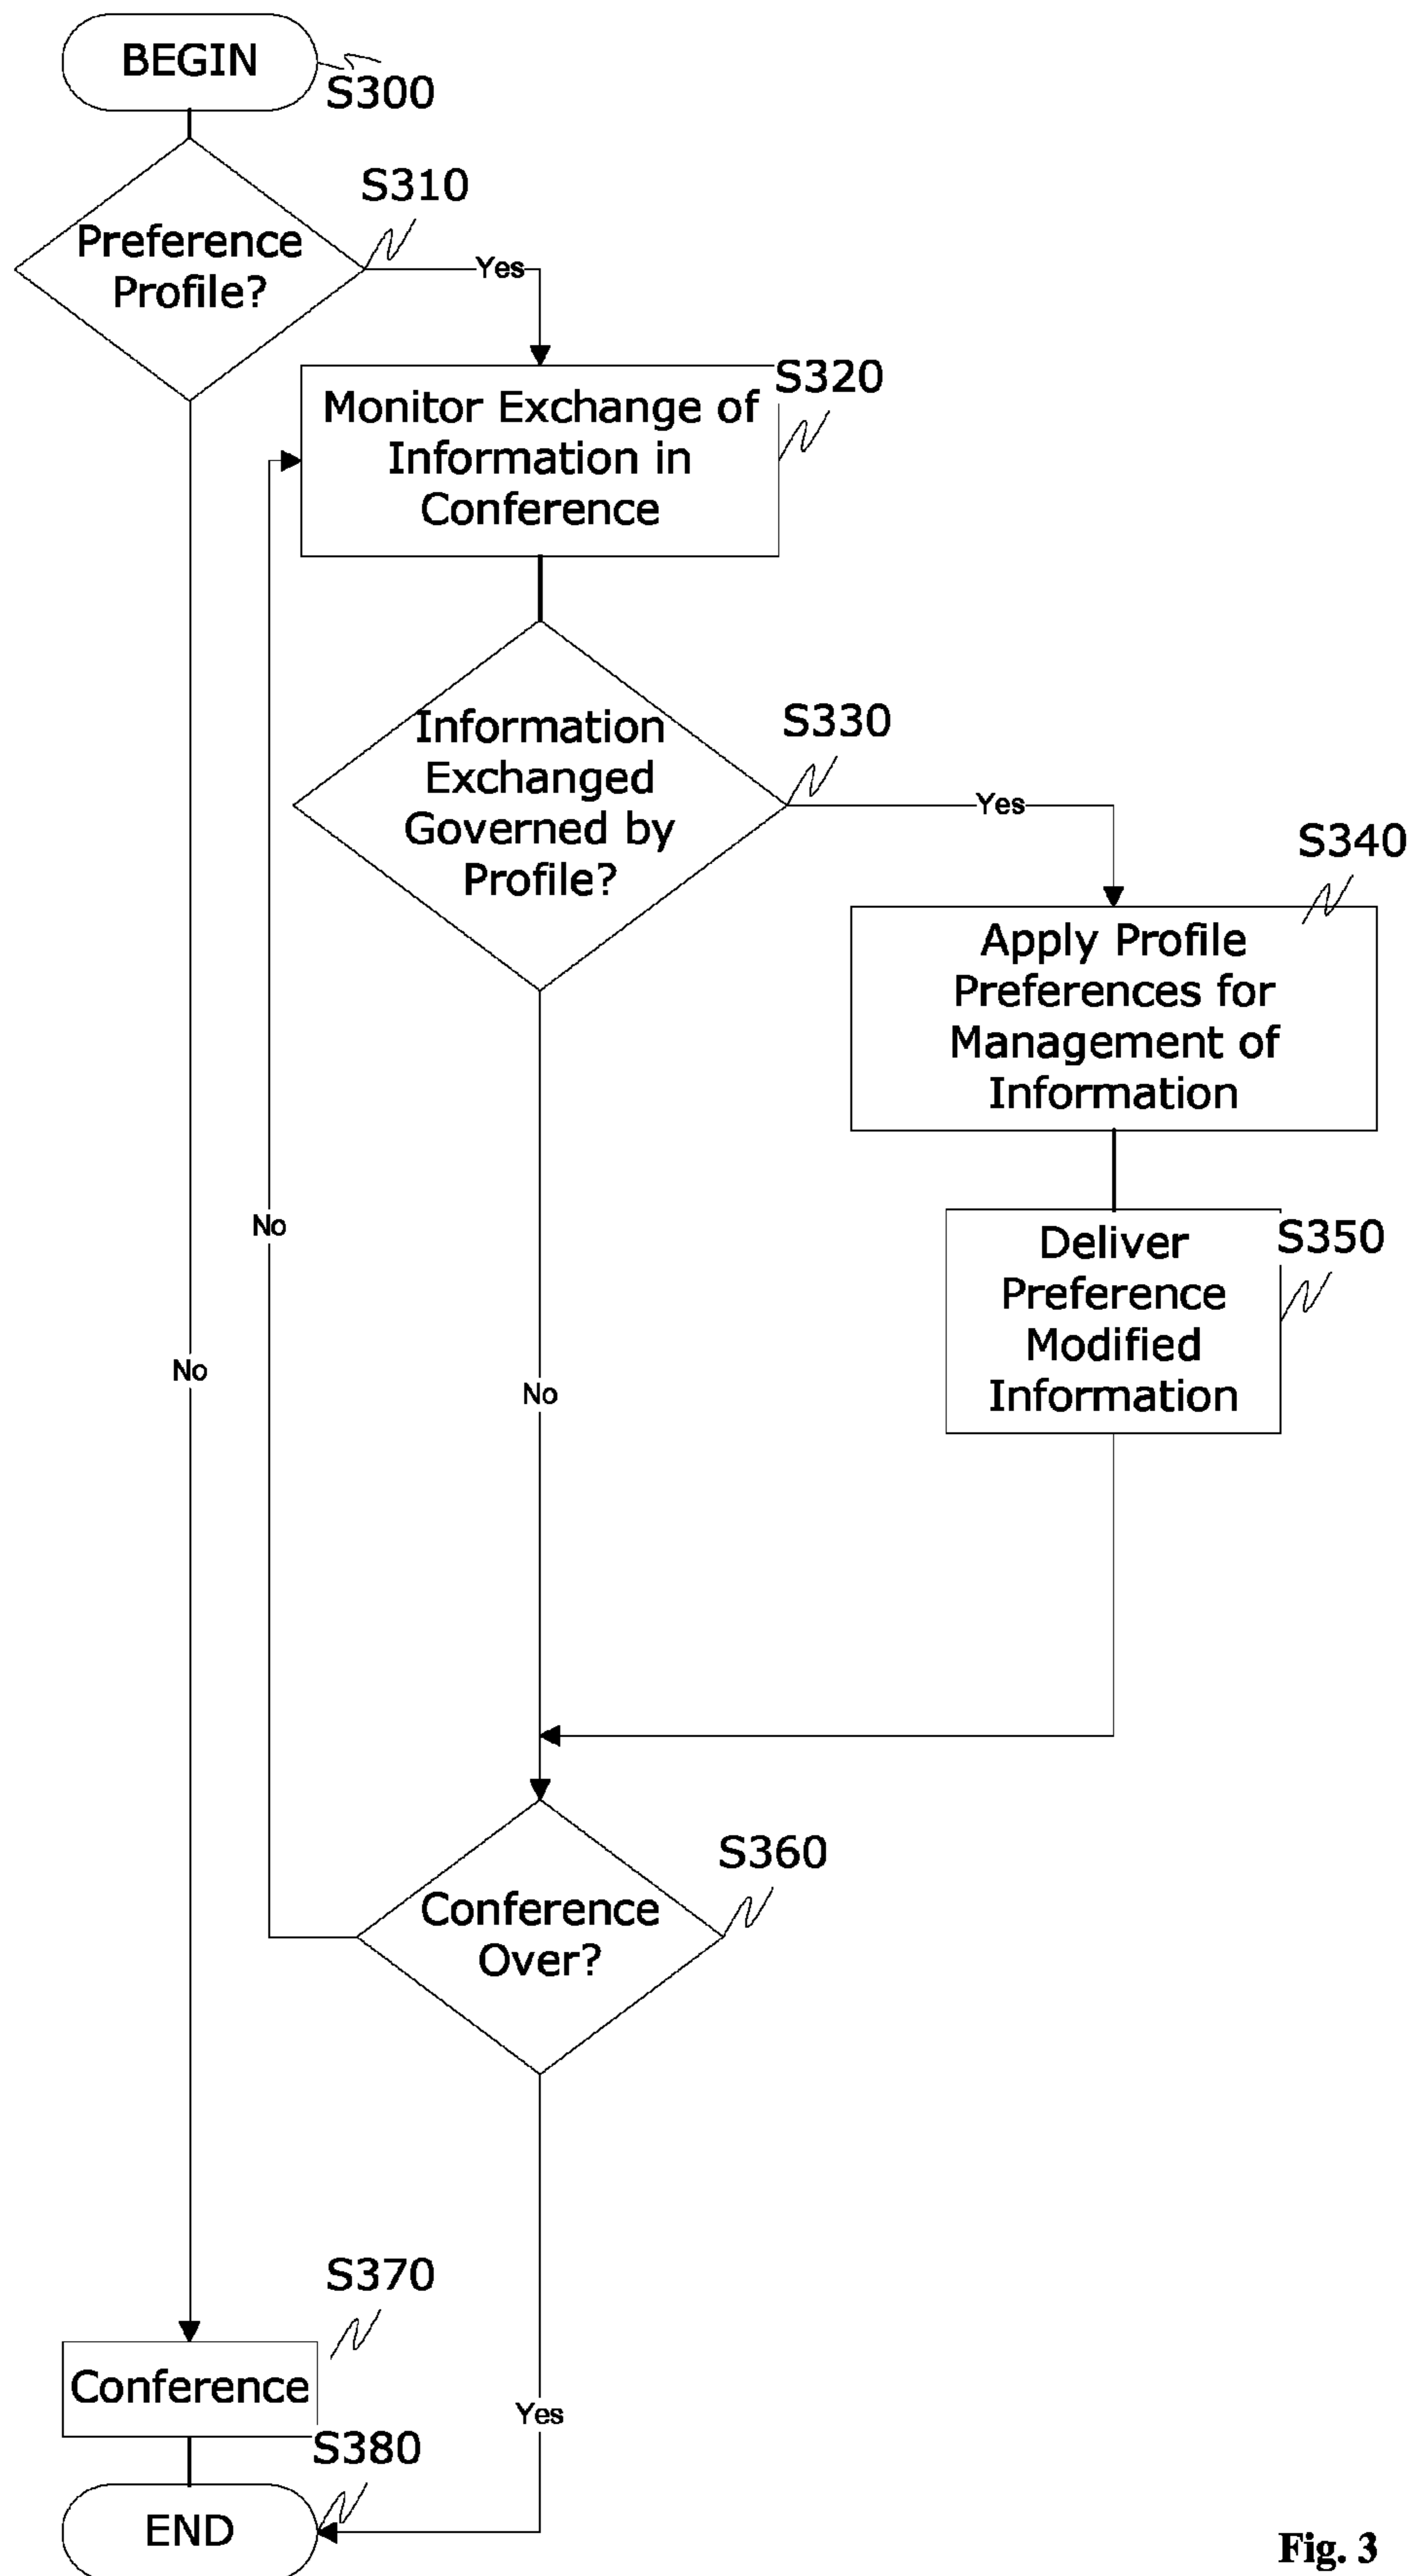 BEGIN
S300
S310
Preference
Profile?
Yes
S320
Monitor Exchange of
Information in
Conference
S330
Information
Exchanged
Governed by
Profile?
Yes
S340
Apply Profile
Preferences for
Management of
Information
No
S350
Deliver
Preference
Modified
Information
No
No
S360
Conference
Over?
S370
Conference
Yes
S380
END
Fig. 3